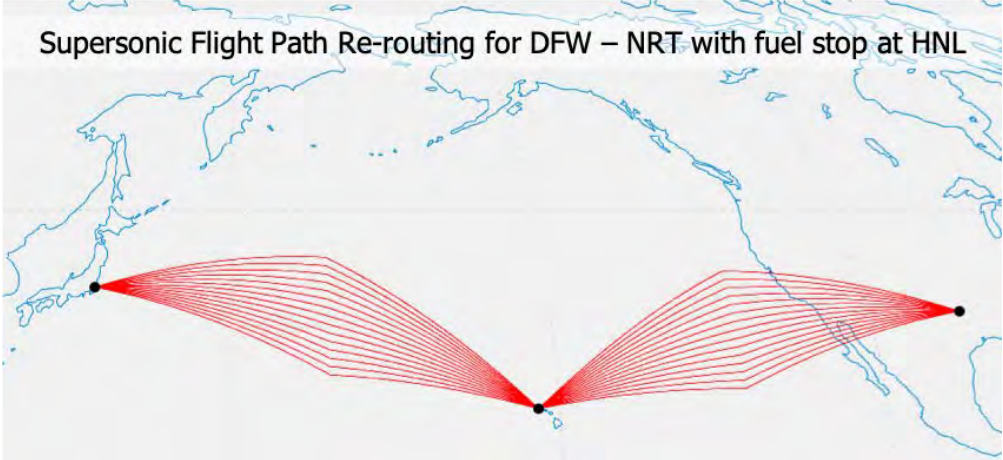 Supersonic Flight Path Re-routing for DFW – NRT with fuel stop at HNL